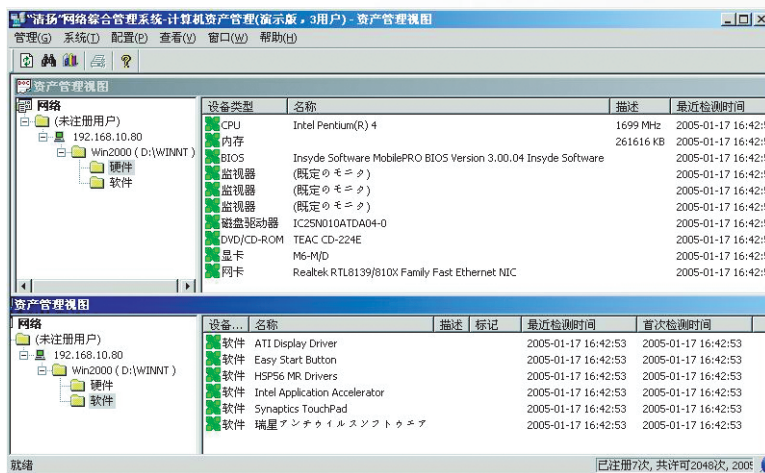 “清扬”网络综合管理系统-计算机资产管理(演示版，3用户) - 资产管理视图
管理(G) 系统(T) 配置(P) 查看(V) 窗口(W) 帮助(H)
资产管理视图
网络
(未注册用户)
192.168.10.80
Win2000 ( D:\WINNT )
硬件
软件
设备类型 名称 描述 最近检测时间
CPU Intel Pentium(R) 4 1699 MHz 2005-01-17 16:42:
内存 261616 KB 2005-01-17 16:42:
BIOS Insyde Software MobilePRO BIOS Version 3.00.04 Insyde Software 2005-01-17 16:42:
监视器 (既定のモニタ) 2005-01-17 16:42:
监视器 (既定のモニタ) 2005-01-17 16:42:
监视器 (既定のモニタ) 2005-01-17 16:42:
磁盘驱动器 IC25N010ATDA04-0 2005-01-17 16:42:
DVD/CD-ROM TEAC CD-224E 2005-01-17 16:42:
显卡 M6-M/D 2005-01-17 16:42:
网卡 Realtek RTL8139/810X Family Fast Ethernet NIC 2005-01-17 16:42:
资产管理视图
网络
(未注册用户)
192.168.10.80
Win2000 ( D:\WINNT )
硬件
软件
设备... 名称 描述 标记 最近检测时间 首次检测时间
软件 ATI Display Driver 2005-01-17 16:42:53 2005-01-17 16:42:53
软件 Easy Start Button 2005-01-17 16:42:53 2005-01-17 16:42:53
软件 HSP56 MR Drivers 2005-01-17 16:42:53 2005-01-17 16:42:53
软件 Intel Application Accelerator 2005-01-17 16:42:53 2005-01-17 16:42:53
软件 Synaptics TouchPad 2005-01-17 16:42:53 2005-01-17 16:42:53
软件 瑞星アンチウイルスソフトウエア 2005-01-17 16:42:53 2005-01-17 16:42:53
就绪 已注册7次, 共许可2048次, 2005